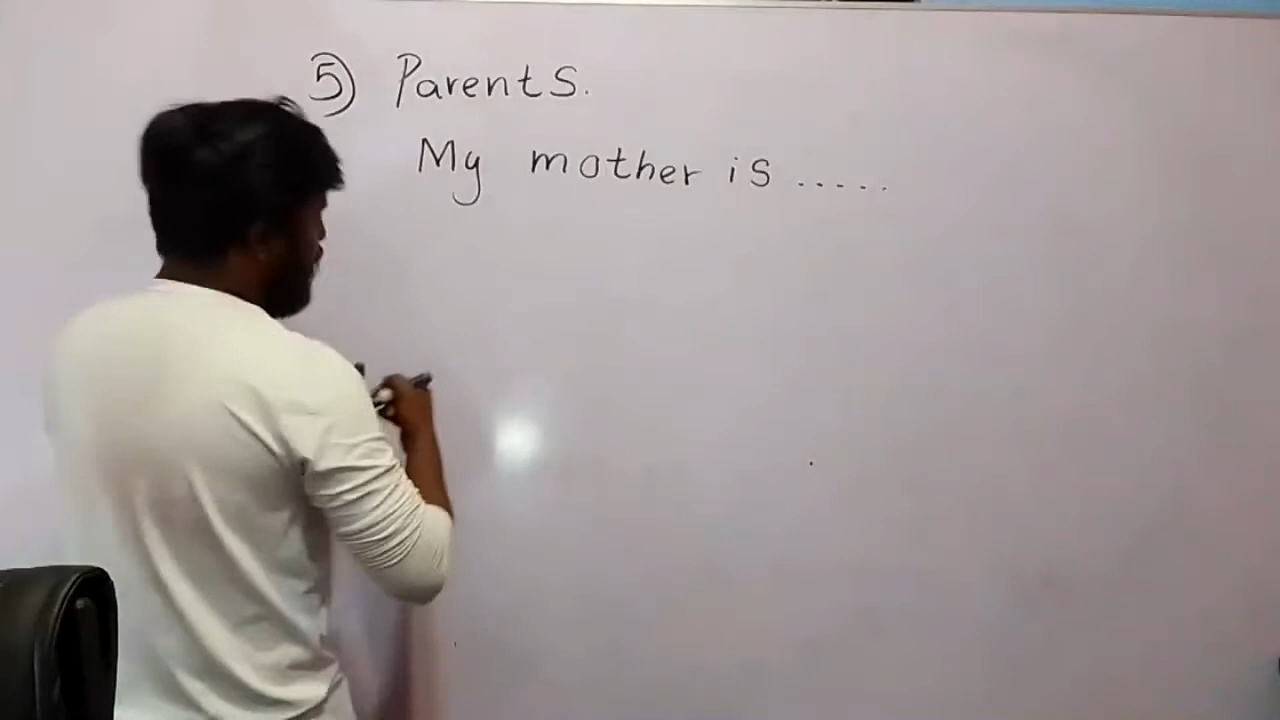 5) Parents.
My mother is .....